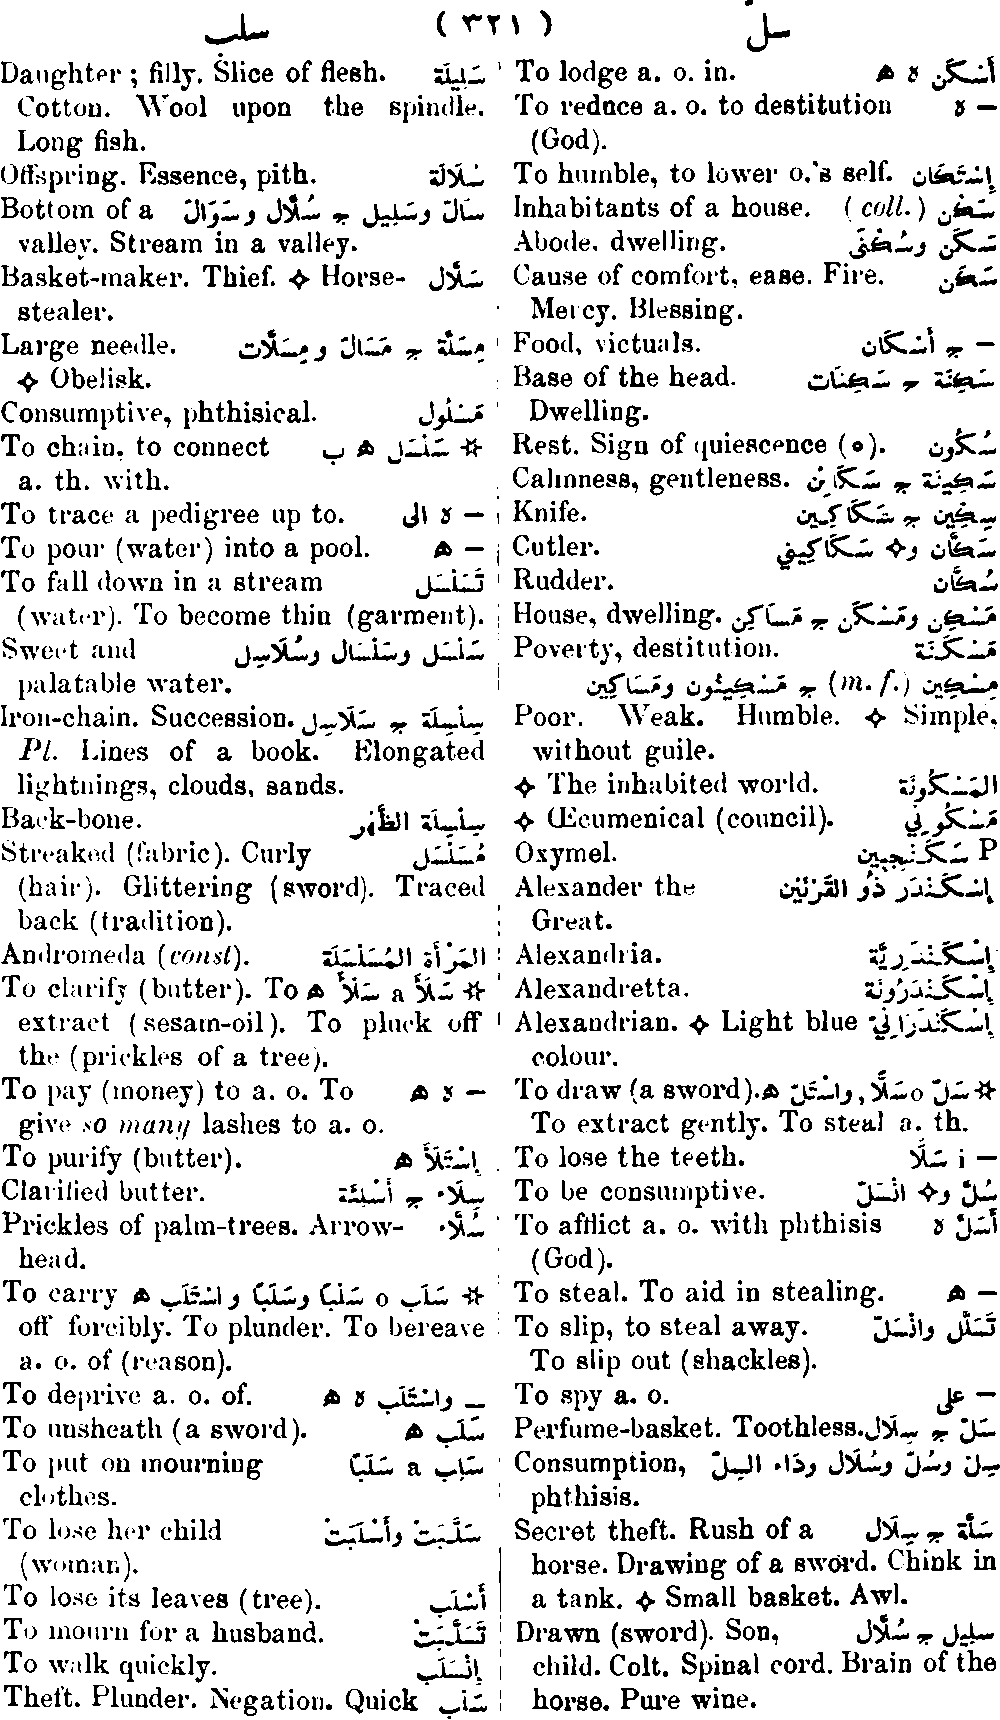 سلّ ( ٣٢١ ) سلب
To lodge a. o. in. أَسْكَن ه ھ
To reduce a. o. to destitution — ه
(God).
To humble, to lower o.'s self. إِسْتَكَان
Inhabitants of a house. (coll.) سَكْن
Abode, dwelling. سَكَن وسُكْنَى
Cause of comfort, ease. Fire. سَكَن
Mercy. Blessing.
Food, victuals. — ج أَسْكَان
Base of the head. سَكِنَة ج سَكِنَات
Dwelling.
Rest. Sign of quiescence (∘). سُكُون
Calmness, gentleness. سَكِينَة ج سَكَائِن
Knife. سِكِّين ج سَكَاكِين
Cutler. سَكَّان و✧ سَكَاكِينِي
Rudder. سُكَّان
House, dwelling. مَسْكِن ومَسْكَن ج مَسَاكِن
Poverty, destitution. مَسْكَنَة
مِسْكِين (m. f.) ج مَسْكِينُون ومَسَاكِين
Poor. Weak. Humble. ✧ Simple,
without guile.
✧ The inhabited world. المَسْكُونَة
✧ Œcumenical (council). مَسْكُونِي
Oxymel. P سَكَنْجَبِين
Alexander the إِسْكَنْدَر ذُو القَرْنَيْن
Great.
Alexandria. إِسْكَنْدَرِيَّة
Alexandretta. إِسْكَنْدَرُونَة
Alexandrian. ✧ Light blue إِسْكَنْدَرَانِيّ
colour.
To draw (a sword). ☆ سَلّ o سَلًّا, واسْتَلّ ھ
To extract gently. To steal a. th.
To lose the teeth. — i سَلًّا
To be consumptive. سُلّ و✧ انْسَلّ
To afflict a. o. with phthisis أَسَلّ ه
(God).
To steal. To aid in stealing. — ھ
To slip, to steal away. تَسَلَّل وانْسَلّ
To slip out (shackles).
To spy a. o. — على
Perfume-basket. Toothless. سَلّ ج سِلَال
Consumption, سِلّ وسُلّ وسُلَال ودَاء السِلّ
phthisis.
Secret theft. Rush of a سَلَّة ج سِلَال
horse. Drawing of a sword. Chink in
a tank. ✧ Small basket. Awl.
Drawn (sword). Son, سَلِيل ج سُلَّان
child. Colt. Spinal cord. Brain of the
horse. Pure wine.
Daughter ; filly. Slice of flesh. سَلِيلَة
Cotton. Wool upon the spindle.
Long fish.
Offspring. Essence, pith. سُلَالَة
Bottom of a سَالّ وسَلِيل ج سُلَّان وسَوَالّ
valley. Stream in a valley.
Basket-maker. Thief. ✧ Horse- سَلَّال
stealer.
Large needle. مِسَلَّة ج مَسَالّ ومِسَلَّات
✧ Obelisk.
Consumptive, phthisical. مَسْلُول
To chain, to connect ☆ سَلْسَل ھ ب
a. th. with.
To trace a pedigree up to. — ه الى
To pour (water) into a pool. — ھ
To fall down in a stream تَسَلْسَل
(water). To become thin (garment).
Sweet and سَلْسَل وسَلْسَال وسُلَاسِل
palatable water.
Iron-chain. Succession. سِلْسِلَة ج سَلَاسِل
Pl. Lines of a book. Elongated
lightnings, clouds, sands.
Back-bone. سِلْسِلَة الظَّهْر
Streaked (fabric). Curly مُسَلْسَل
(hair). Glittering (sword). Traced
back (tradition).
Andromeda (const). المَرْأَة المُسَلْسَلَة
To clarify (butter). To ☆ سَلَأَ a سَلْأً ھ
extract (sesam-oil). To pluck off
the (prickles of a tree).
To pay (money) to a. o. To — ه ھ
give so many lashes to a. o.
To purify (butter). إِسْتَلَأَ ھ
Clarified butter. سِلَاء ج أَسْلِئَة
Prickles of palm-trees. Arrow- سُلَّاء
head.
To carry ☆ سَلَب o سَلْبًا وسَلَبًا واسْتَلَب ھ
off forcibly. To plunder. To bereave
a. o. of (reason).
To deprive a. o. of. — واسْتَلَب ه ھ
To unsheath (a sword). سَلَب ھ
To put on mourning سَلِب a سَلَبًا
clothes.
To lose her child سَلَّبَتْ وأَسْلَبَتْ
(woman).
To lose its leaves (tree). أَسْلَب
To mourn for a husband. تَسَلَّبَتْ
To walk quickly. إِنْسَلَب
Theft. Plunder. Negation. Quick سَلْب